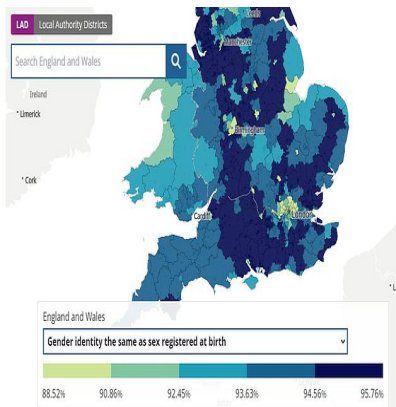 LAD Local Authority Districts
Leeds
Manchester
Search England and Wales
Ireland
Limerick
Birmingham
Cork
Cardiff
London
England and Wales
Gender identity the same as sex registered at birth
88.52% 90.86% 92.45% 93.63% 94.56% 95.76%